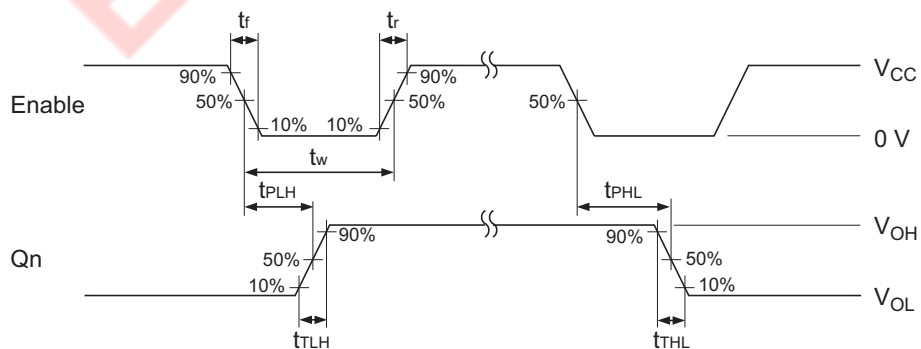 tf tr
90% 90% VCC
Enable 50% 50% 50%
10% 10% 0 V
tw
tPLH tPHL
90% 90% VOH
Qn 50% 50%
10% 10% VOL
tTLH tTHL